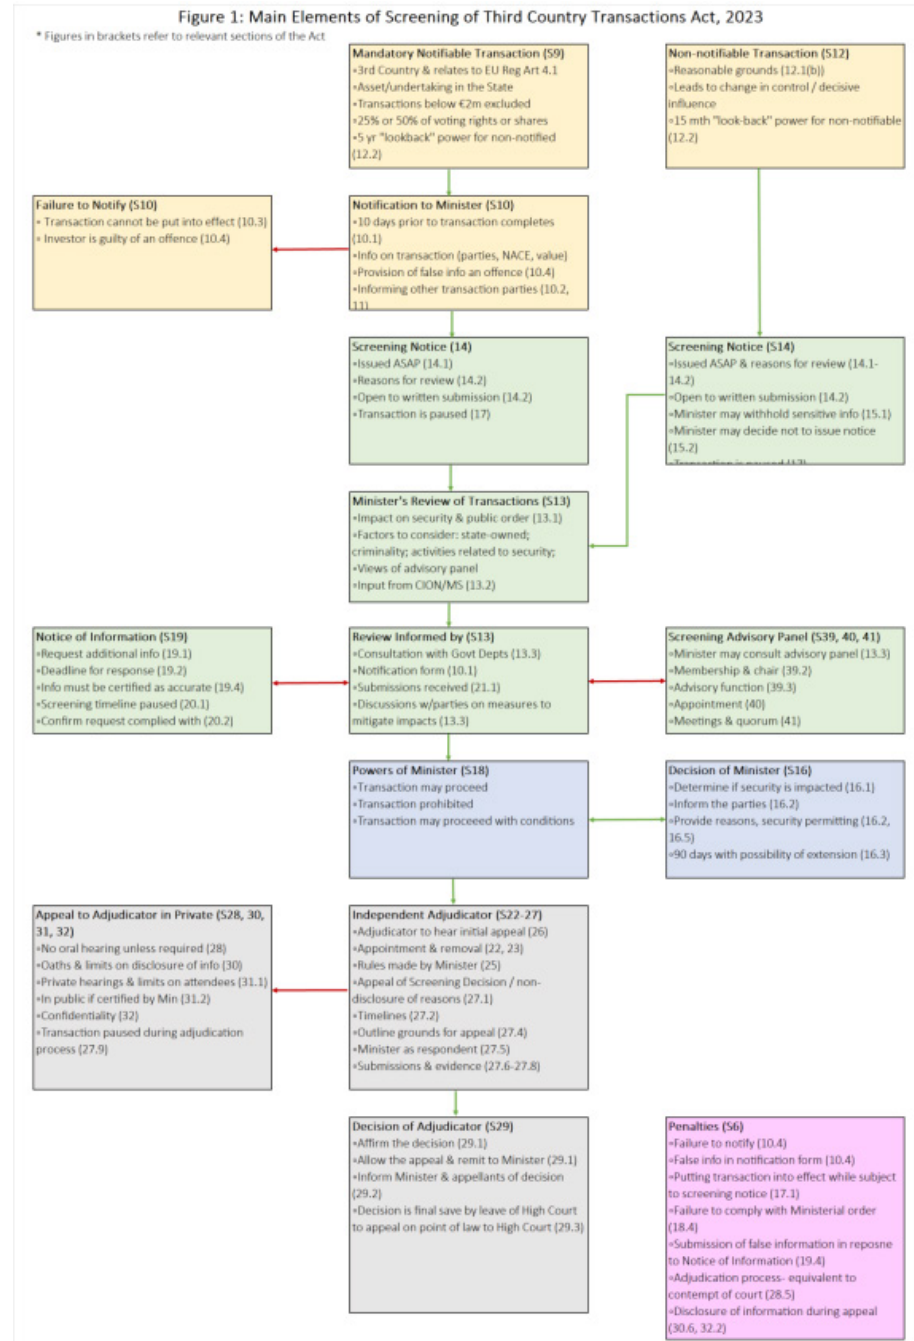 Figure 1: Main Elements of Screening of Third Country Transactions Act, 2023
* Figures in brackets refer to relevant sections of the Act
Mandatory Notifiable Transaction (S9)
▫3rd Country & relates to EU Reg Art 4.1
▫Asset/undertaking in the State
▫Transactions below €2m excluded
▫25% or 50% of voting rights or shares
▫5 yr "lookback" power for non-notified
(12.2)
Non-notifiable Transaction (S12)
▫Reasonable grounds (12.1(b))
▫Leads to change in control / decisive
influence
▫15 mth "look-back" power for non-notifiable
(12.2)
Failure to Notify (S10)
▫ Transaction cannot be put into effect (10.3)
▫ Investor is guilty of an offence (10.4)
Notification to Minister (S10)
▫10 days prior to transaction completes
(10.1)
▫Info on transaction (parties, NACE, value)
▫Provision of false info an offence (10.4)
▫Informing other transaction parties (10.2,
11)
Screening Notice (14)
▫Issued ASAP (14.1)
▫Reasons for review (14.2)
▫Open to written submission (14.2)
▫Transaction is paused (17)
Screening Notice (S14)
▫Issued ASAP & reasons for review (14.1-
14.2)
▫Open to written submission (14.2)
▫Minister may withhold sensitive info (15.1)
▫Minister may decide not to issue notice
(15.2)
▫Transaction is paused (17)
Minister's Review of Transactions (S13)
▫Impact on security & public order (13.1)
▫Factors to consider: state-owned;
criminality; activities related to security;
▫Views of advisory panel
▫Input from CION/MS (13.2)
Notice of Information (S19)
▫Request additional info (19.1)
▫Deadline for response (19.2)
▫Info must be certified as accurate (19.4)
▫Screening timeline paused (20.1)
▫Confirm request complied with (20.2)
Review Informed by (S13)
▫Consultation with Govt Depts (13.3)
▫Notification form (10.1)
▫Submissions received (21.1)
▫Discussions w/parties on measures to
mitigate impacts (13.3)
Screening Advisory Panel (S39, 40, 41)
▫Minister may consult advisory panel (13.3)
▫Membership & chair (39.2)
▫Advisory function (39.3)
▫Appointment (40)
▫Meetings & quorum (41)
Powers of Minister (S18)
▫Transaction may proceed
▫Transaction prohibited
▫Transaction may proceeed with conditions
Decision of Minister (S16)
▫Determine if security is impacted (16.1)
▫Inform the parties (16.2)
▫Provide reasons, security permitting (16.2,
16.5)
▫90 days with possibility of extension (16.3)
Appeal to Adjudicator in Private (S28, 30,
31, 32)
▫No oral hearing unless required (28)
▫Oaths & limits on disclosure of info (30)
▫Private hearings & limits on attendees (31.1)
▫In public if certified by Min (31.2)
▫Confidentiality (32)
▫Transaction paused during adjudication
process (27.9)
Independent Adjudicator (S22-27)
▫Adjudicator to hear initial appeal (26)
▫Appointment & removal (22, 23)
▫Rules made by Minister (25)
▫Appeal of Screening Decision / non-
disclosure of reasons (27.1)
▫Timelines (27.2)
▫Outline grounds for appeal (27.4)
▫Minister as respondent (27.5)
▫Submissions & evidence (27.6-27.8)
Decision of Adjudicator (S29)
▫Affirm the decision (29.1)
▫Allow the appeal & remit to Minister (29.1)
▫Inform Minister & appellants of decision
(29.2)
▫Decision is final save by leave of High Court
to appeal on point of law to High Court (29.3)
Penalties (S6)
▫Failure to notify (10.4)
▫False info in notification form (10.4)
▫Putting transaction into effect while subject
to screening notice (17.1)
▫Failure to comply with Ministerial order
(18.4)
▫Submission of false information in reposne
to Notice of Information (19.4)
▫Adjudication process- equivalent to
contempt of court (28.5)
▫Disclosure of information during appeal
(30.6, 32.2)